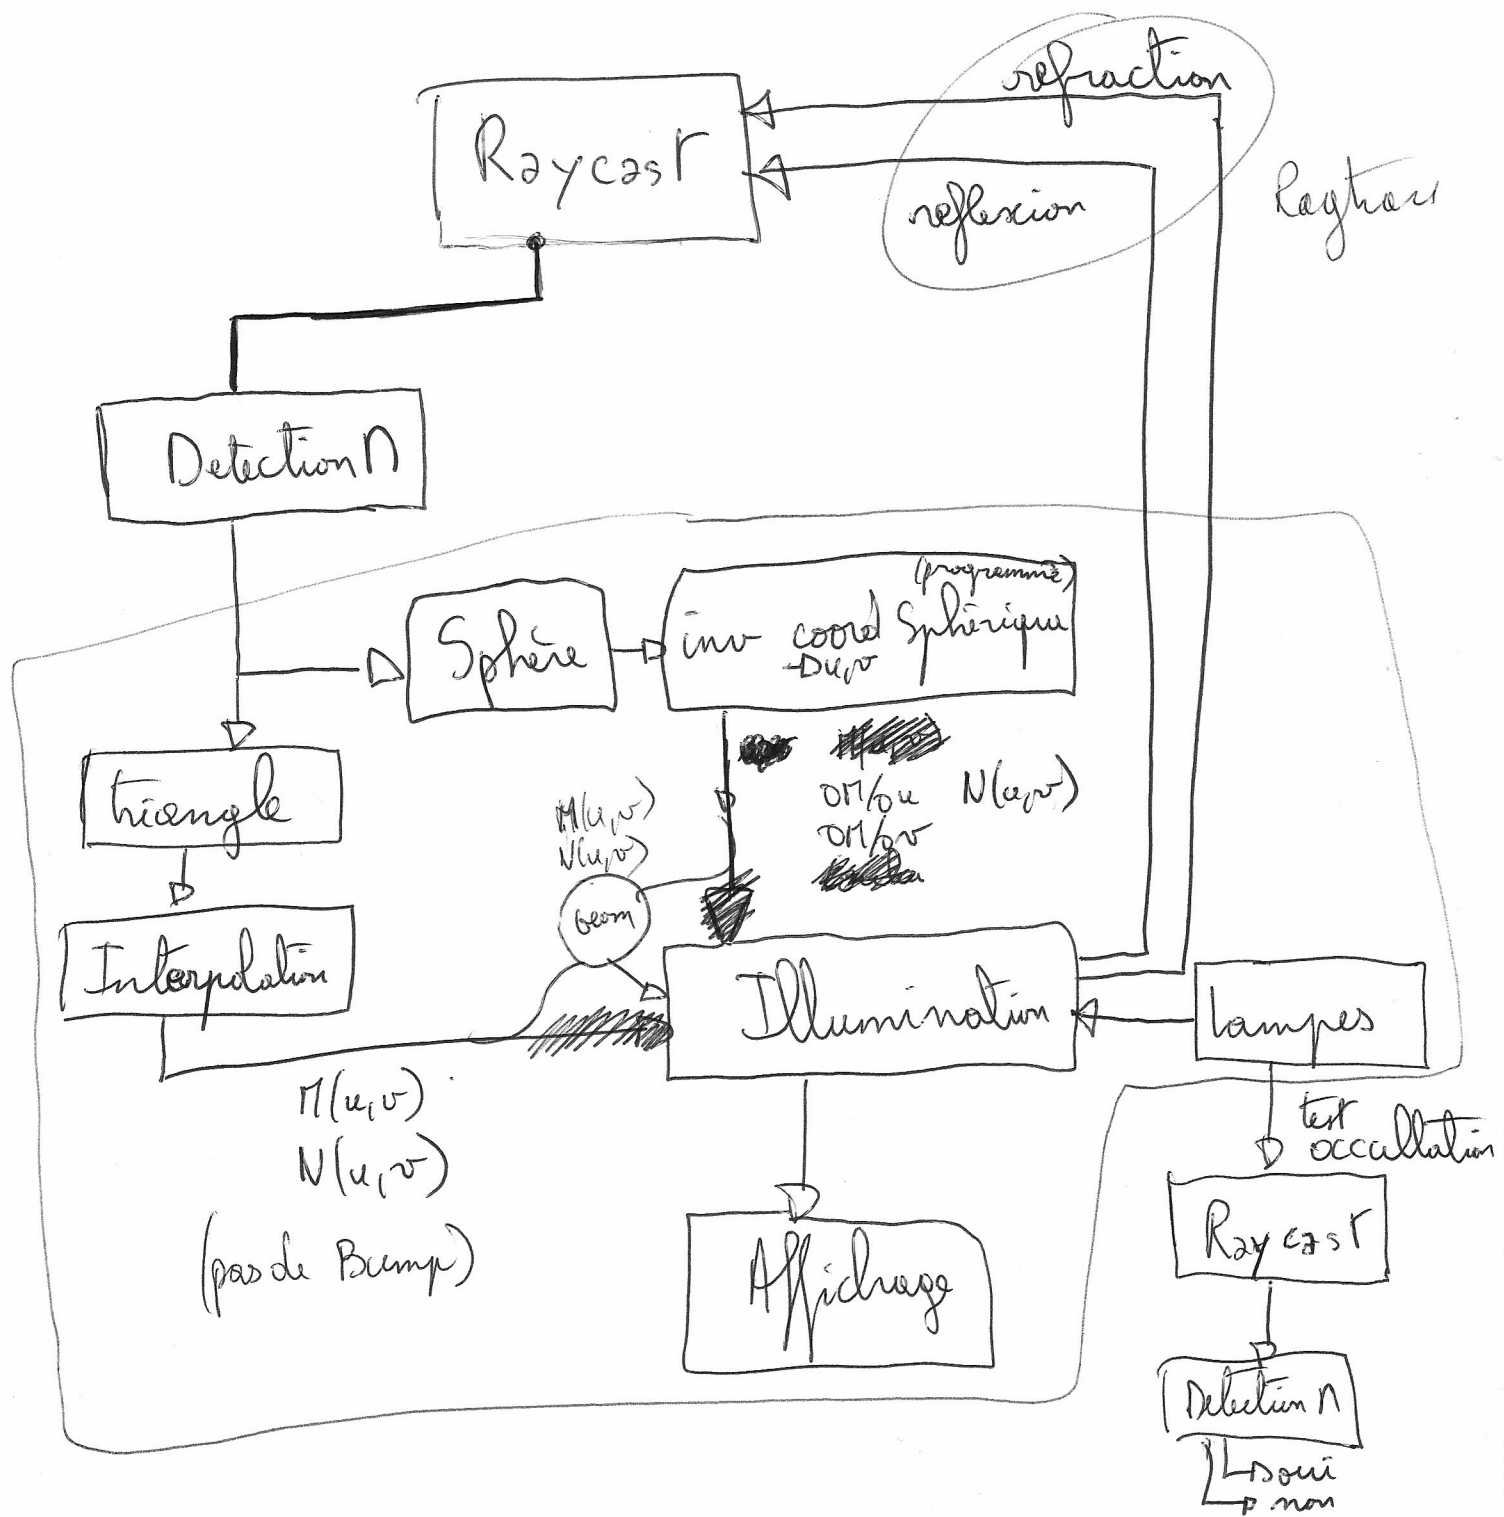 refraction
Raycast
reflexion
Detection ∩
(programmé)
Sphère
inv coord Sphérique
→ u,v
triangle
M(u,v)
N(u,v)
∂M/∂u N(u,v)
∂M/∂v
Geom
Interpolation
Illumination
Lampes
M(u,v)
N(u,v)
(pas de Bump)
test
occultation
Raycast
Affichage
Detection ∩
→ oui
→ non